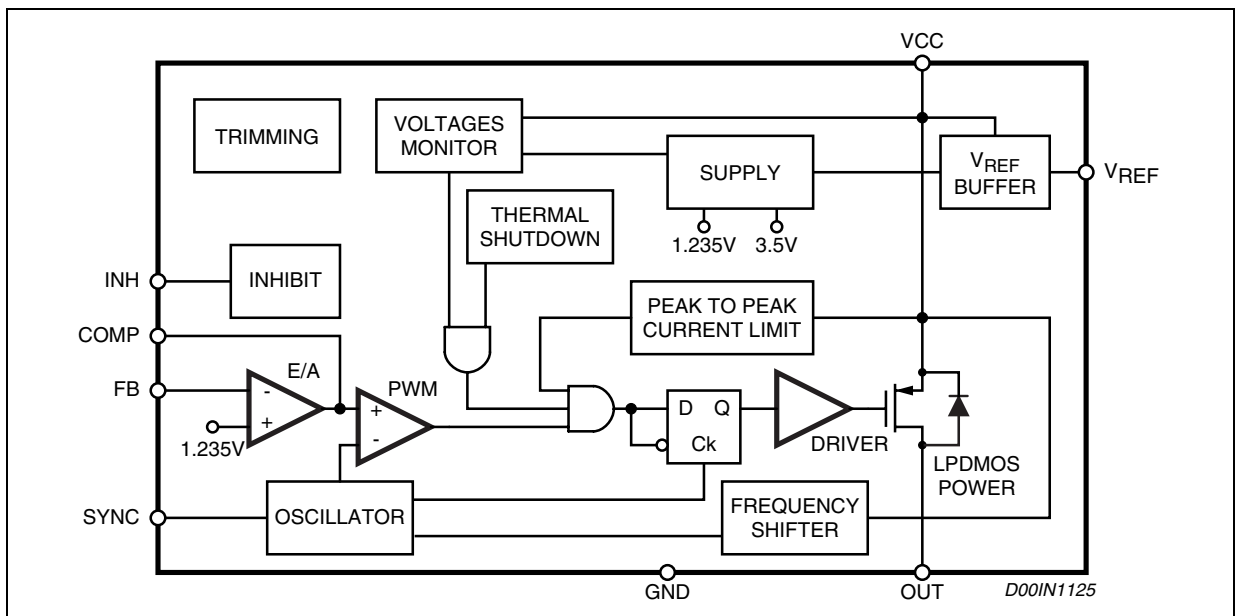 VCC
TRIMMING
VOLTAGES
MONITOR
SUPPLY
VREF
BUFFER
VREF
THERMAL
SHUTDOWN
1.235V
3.5V
INH
INHIBIT
PEAK TO PEAK
CURRENT LIMIT
COMP
E/A
FB
-
+
1.235V
PWM
+
-
D Q
Ck
DRIVER
LPDMOS
POWER
SYNC
OSCILLATOR
FREQUENCY
SHIFTER
GND
OUT
D00IN1125